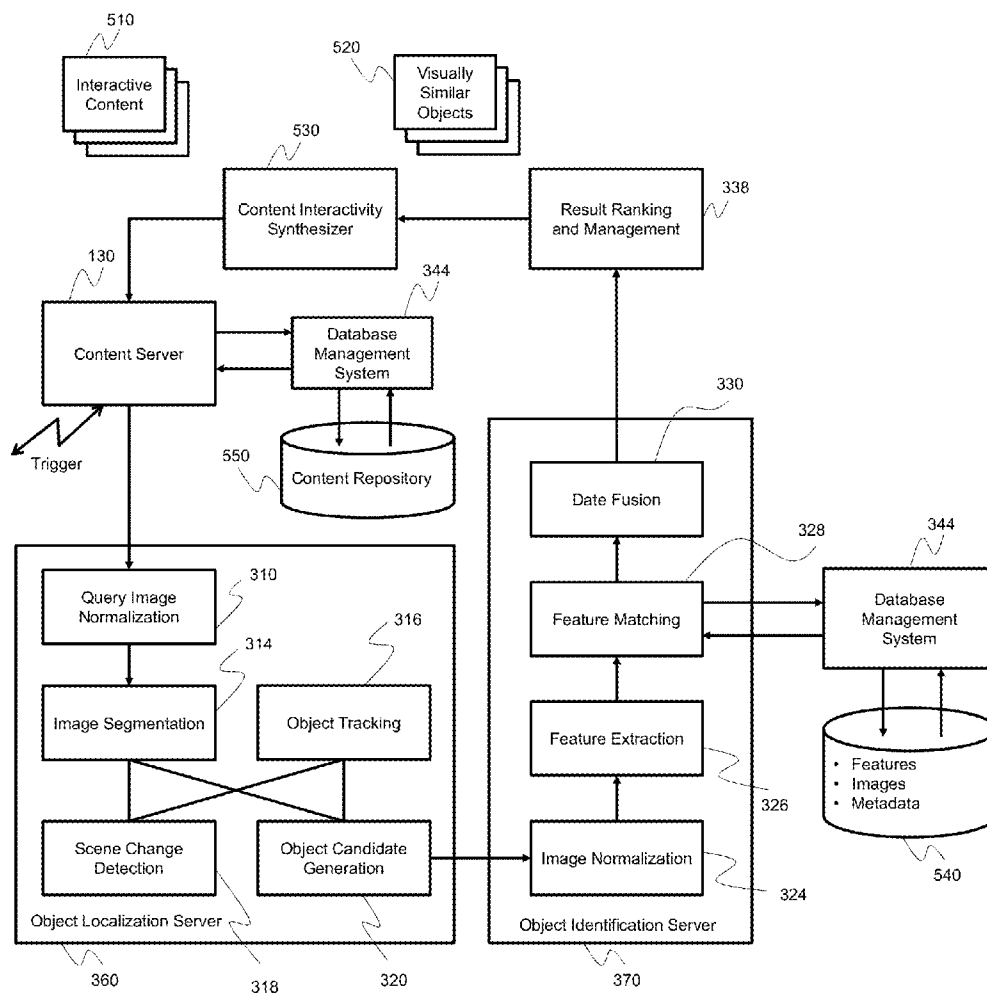 510
Interactive
Content
520
Visually
Similar
Objects
530
Content Interactivity
Synthesizer
Result Ranking
and Management
338
130
Content Server
344
Database
Management
System
Trigger
550
Content Repository
330
Date Fusion
328
Feature Matching
344
Database
Management
System
310
Query Image
Normalization
314
316
Image Segmentation
Object Tracking
Feature Extraction
326
• Features
• Images
• Metadata
540
Scene Change
Detection
Object Candidate
Generation
Image Normalization
324
Object Localization Server
Object Identification Server
360
318
320
370